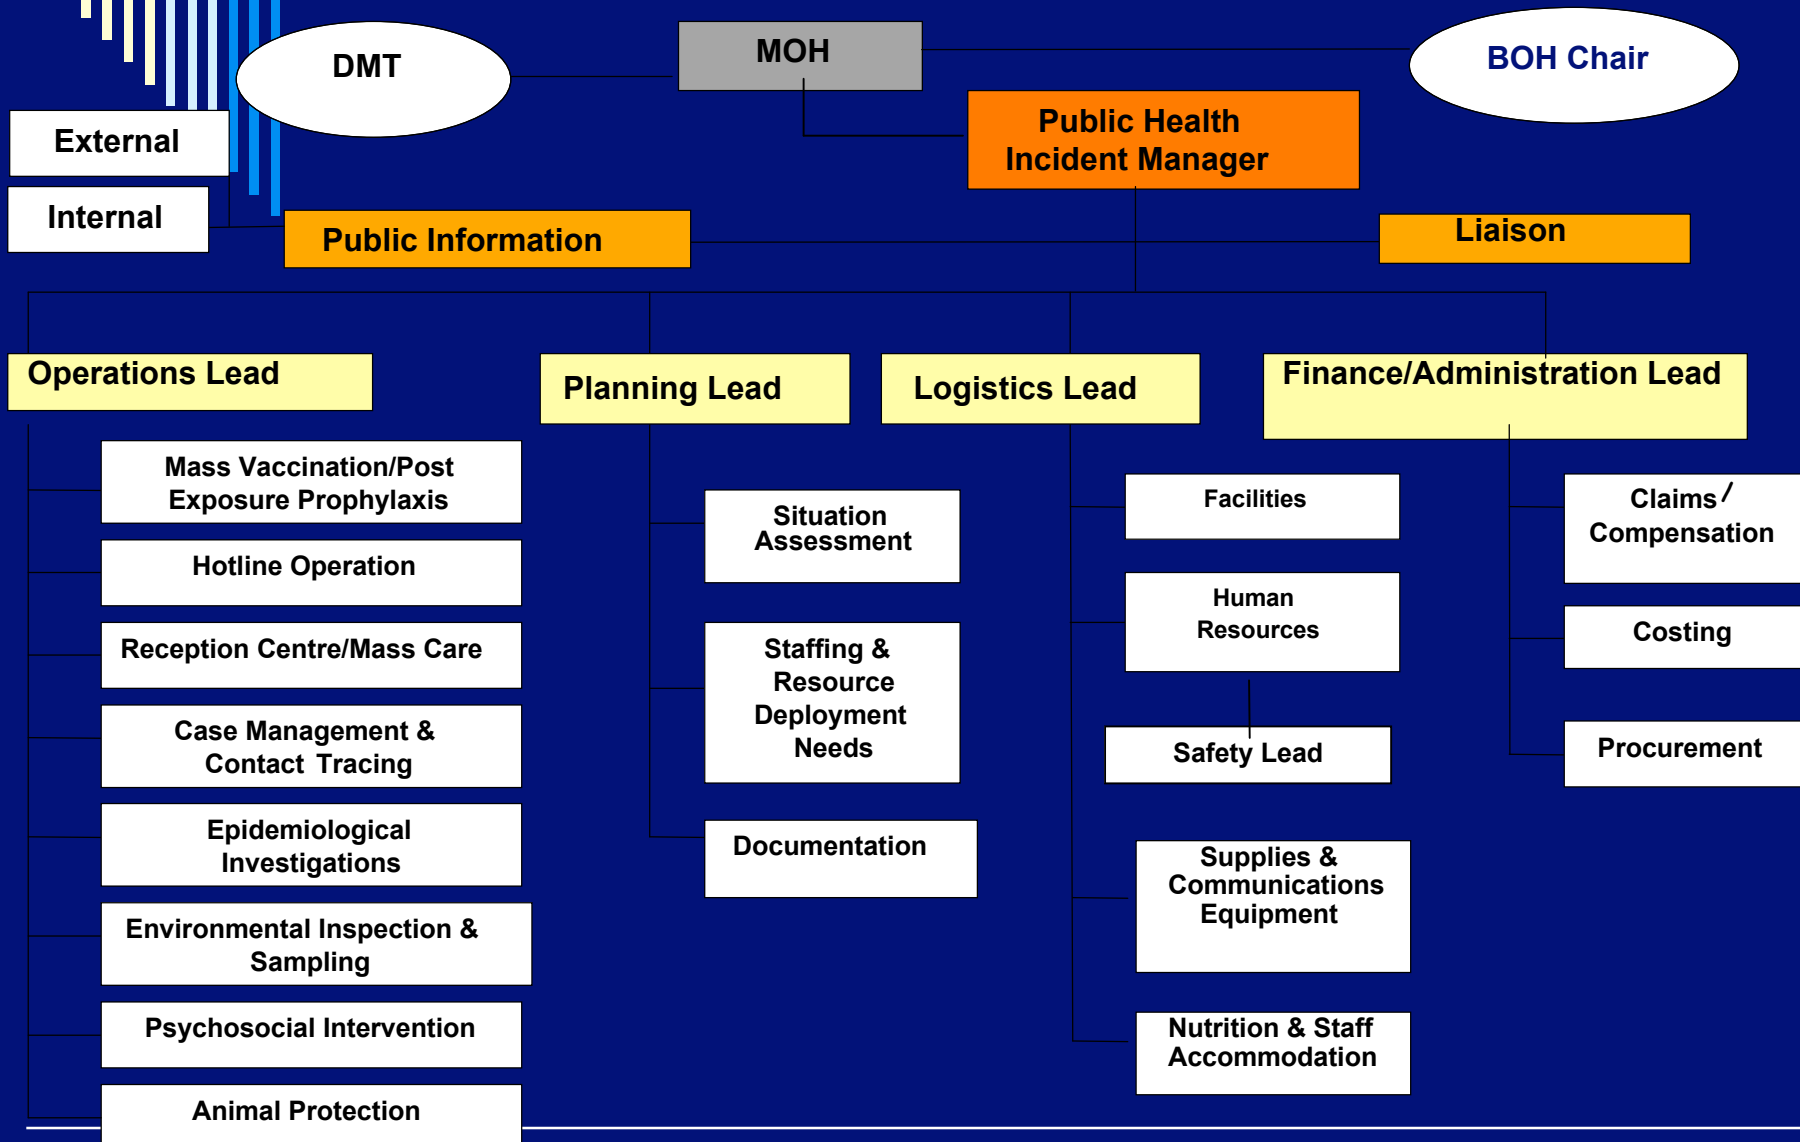 DMT
MOH
BOH Chair
External
Internal
Public Health
Incident Manager
Public Information
Liaison
Operations Lead
Planning Lead
Logistics Lead
Finance/Administration Lead
Mass Vaccination/Post
Exposure Prophylaxis
Hotline Operation
Reception Centre/Mass Care
Case Management &
Contact Tracing
Epidemiological
Investigations
Environmental Inspection &
Sampling
Psychosocial Intervention
Animal Protection
Situation
Assessment
Staffing &
Resource
Deployment
Needs
Documentation
Facilities
Human
Resources
Safety Lead
Supplies &
Communications
Equipment
Nutrition & Staff
Accommodation
Claims/
Compensation
Costing
Procurement